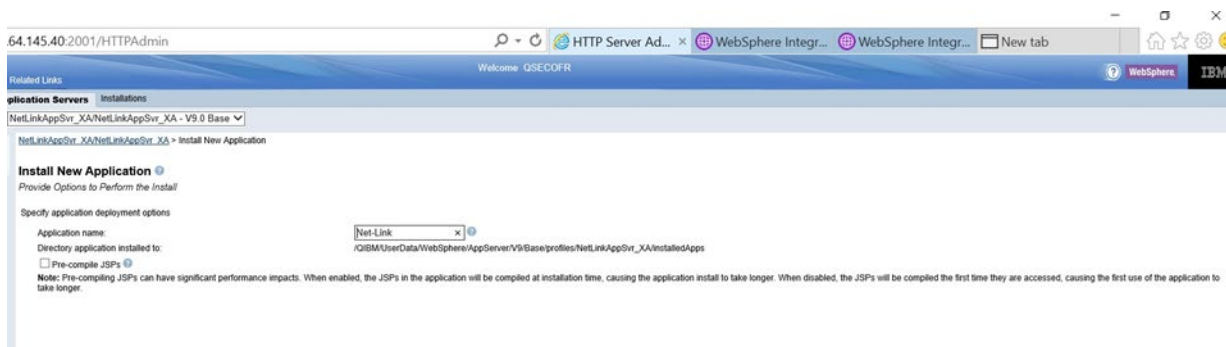 .64.145.40:2001/HTTPAdmin
HTTP Server Ad...
WebSphere Integr...
WebSphere Integr...
New tab
Welcome QSECOFR
Related Links
WebSphere.
IBM
plication Servers
Installations
NetLinkAppSvr_XA/NetLinkAppSvr_XA - V9.0 Base
NetLinkAppSvr_XA/NetLinkAppSvr_XA > Install New Application
Install New Application
Provide Options to Perform the Install
Specify application deployment options
Application name: Net-Link
Directory application installed to: /QIBM/UserData/WebSphere/AppServer/V9/Base/profiles/NetLinkAppSvr_XA/installedApps
Pre-compile JSPs
Note: Pre-compiling JSPs can have significant performance impacts. When enabled, the JSPs in the application will be compiled at installation time, causing the application install to take longer. When disabled, the JSPs will be compiled the first time they are accessed, causing the first use of the application to
take longer.